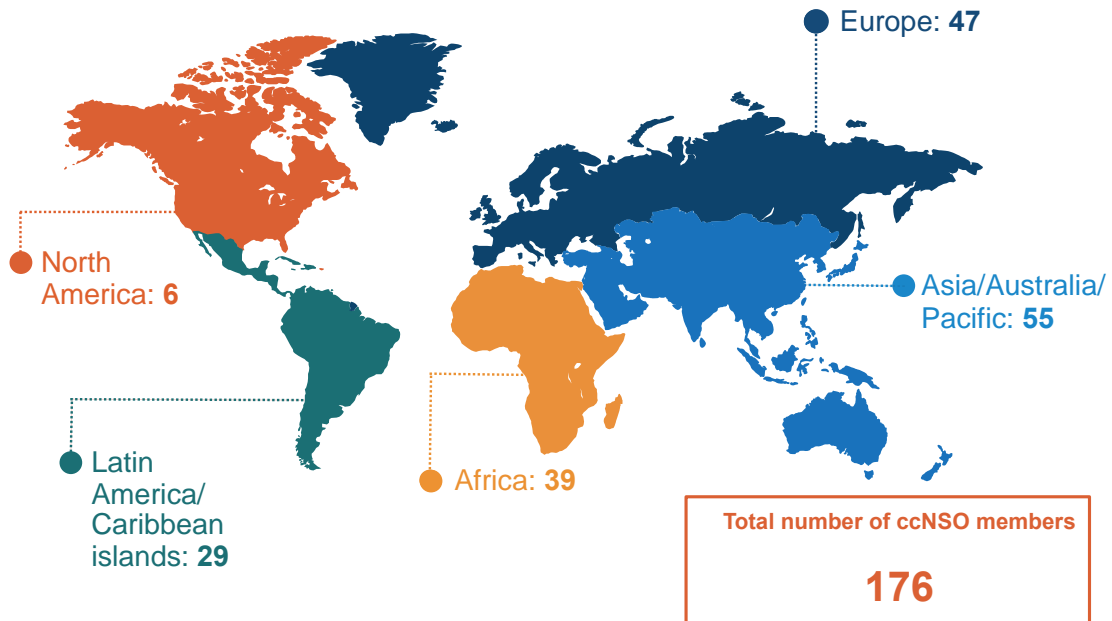 Europe: 47
North
America: 6
Asia/Australia/
Pacific: 55
Latin
America/
Caribbean
islands: 29
Africa: 39
Total number of ccNSO members
176